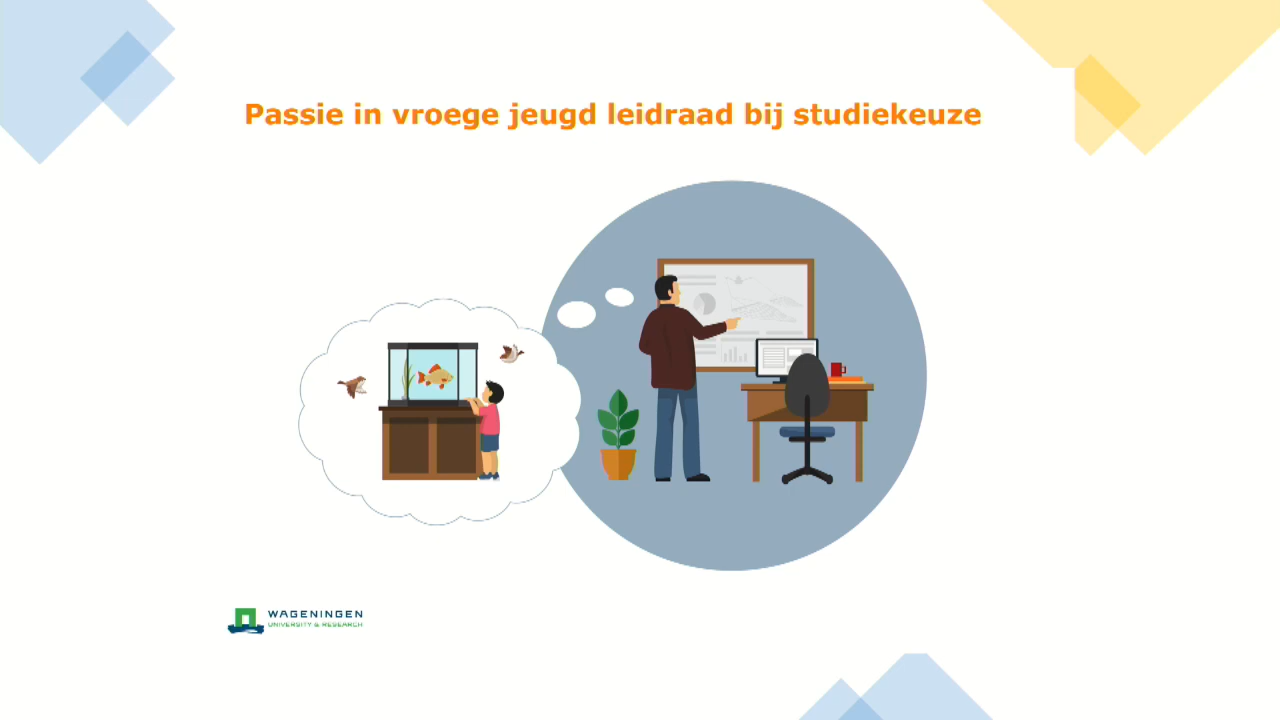 Passie in vroege jeugd leidraad bij studiekeuze
WAGENINGEN
UNIVERSITY & RESEARCH